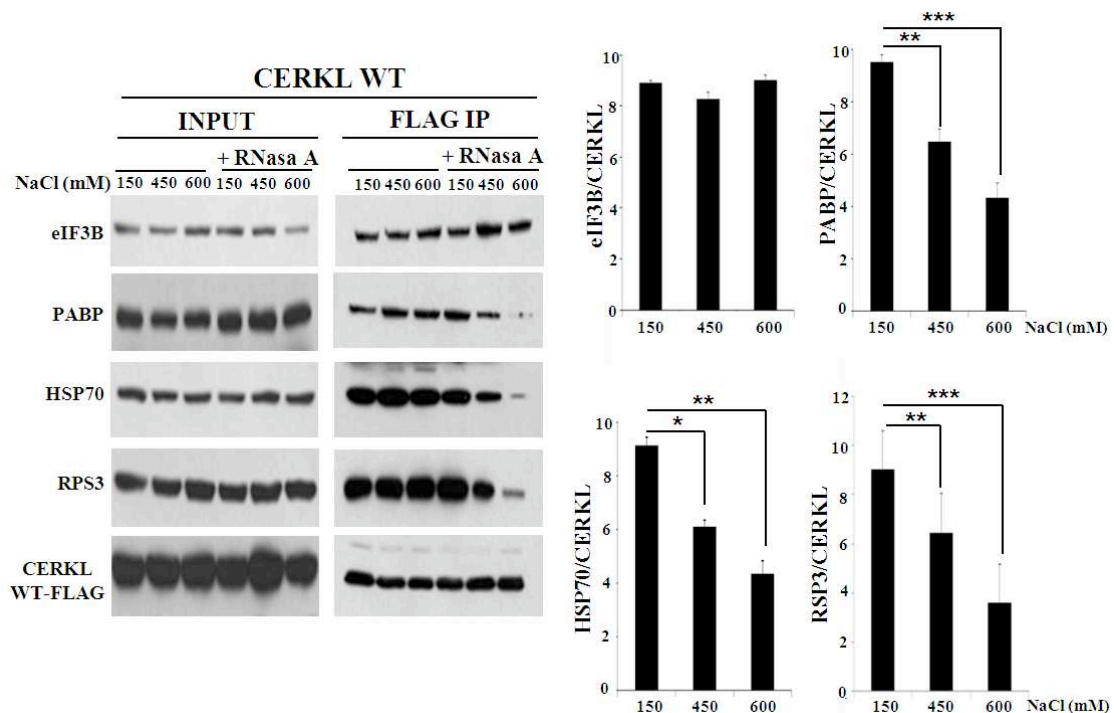 CERKL WT
INPUT
FLAG IP
+ RNasa A
+ RNasa A
NaCl (mM)
150 450 600 150 450 600
150 450 600 150 450 600
eIF3B
PABP
HSP70
RPS3
CERKL
WT-FLAG
eIF3B/CERKL
10
8
6
4
2
0
150 450 600
PABP/CERKL
***
**
10
8
6
4
2
0
150 450 600 NaCl (mM)
HSP70/CERKL
**
*
10
8
6
4
2
0
150 450 600
RSP3/CERKL
***
**
12
10
8
6
4
2
0
150 450 600 NaCl (mM)